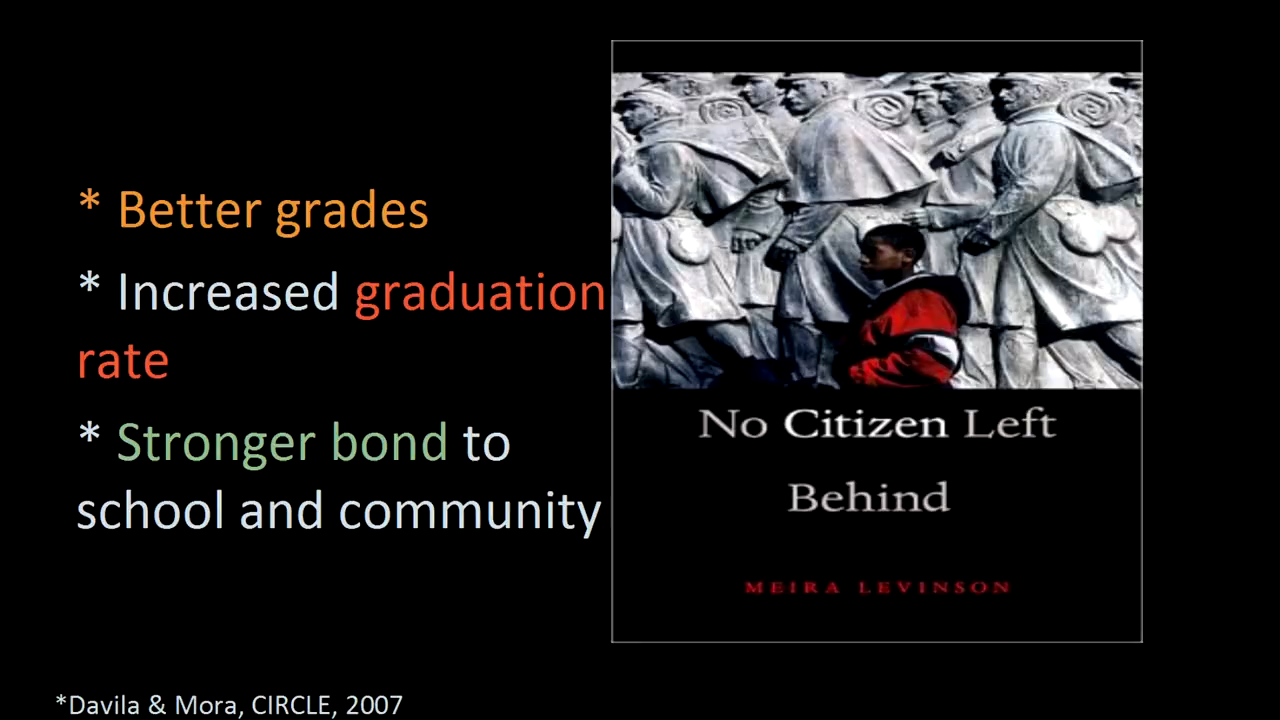 * Better grades
* Increased graduation
rate
* Stronger bond to
school and community
No Citizen Left
Behind
MEIRA LEVINSON
*Davila & Mora, CIRCLE, 2007